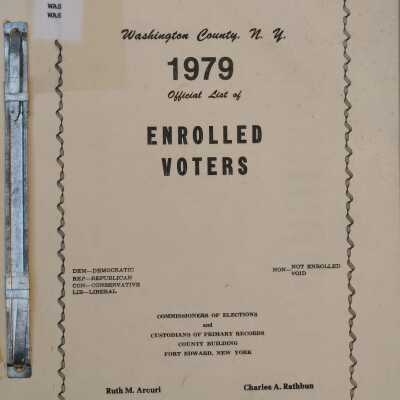 WAS
WAS
Washington County, N. Y.
1979
Official List of
ENROLLED
VOTERS
DEM—DEMOCRATIC
REP—REPUBLICAN
CON—CONSERVATIVE
LIB—LIBERAL
NON—NOT ENROLLED
VOID
COMMISSIONERS OF ELECTIONS
and
CUSTODIANS OF PRIMARY RECORDS
COUNTY BUILDING
FORT EDWARD, NEW YORK
Ruth M. Arcuri
Charles A. Rathbun